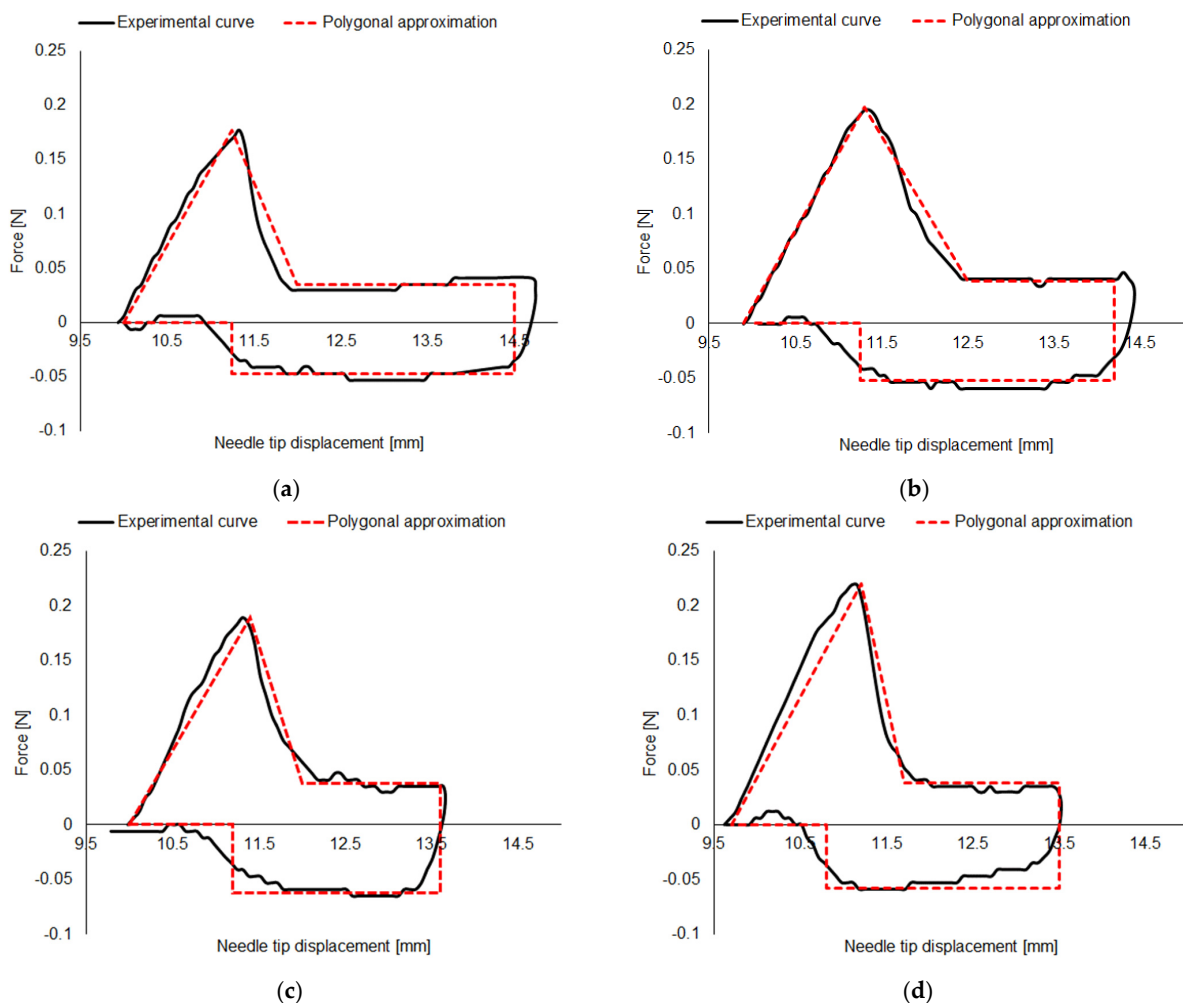 Experimental curve Polygonal approximation
0.25
0.2
0.15
0.1
0.05
0
-0.05
-0.1
9.5 10.5 11.5 12.5 13.5 14.5
Force [N]
Needle tip displacement [mm]
(a)
Experimental curve Polygonal approximation
0.25
0.2
0.15
0.1
0.05
0
-0.05
-0.1
9.5 10.5 11.5 12.5 13.5 14.5
Force [N]
Needle tip displacement [mm]
(b)
Experimental curve Polygonal approximation
0.25
0.2
0.15
0.1
0.05
0
-0.05
-0.1
9.5 10.5 11.5 12.5 13.5 14.5
Force [N]
Needle tip displacement [mm]
(c)
Experimental curve Polygonal approximation
0.25
0.2
0.15
0.1
0.05
0
-0.05
-0.1
9.5 10.5 11.5 12.5 13.5 14.5
Force [N]
Needle tip displacement [mm]
(d)